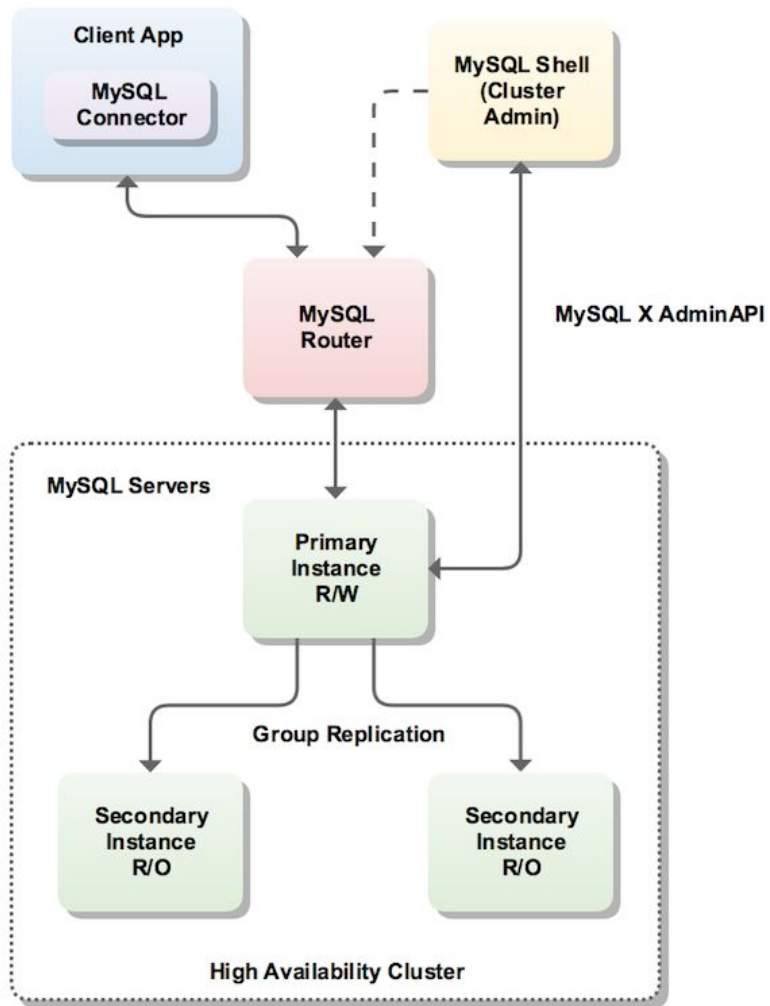 Client App
MySQL
Connector
MySQL Shell
(Cluster
Admin)
MySQL
Router
MySQL X AdminAPI
MySQL Servers
Primary
Instance
R/W
Group Replication
Secondary
Instance
R/O
Secondary
Instance
R/O
High Availability Cluster